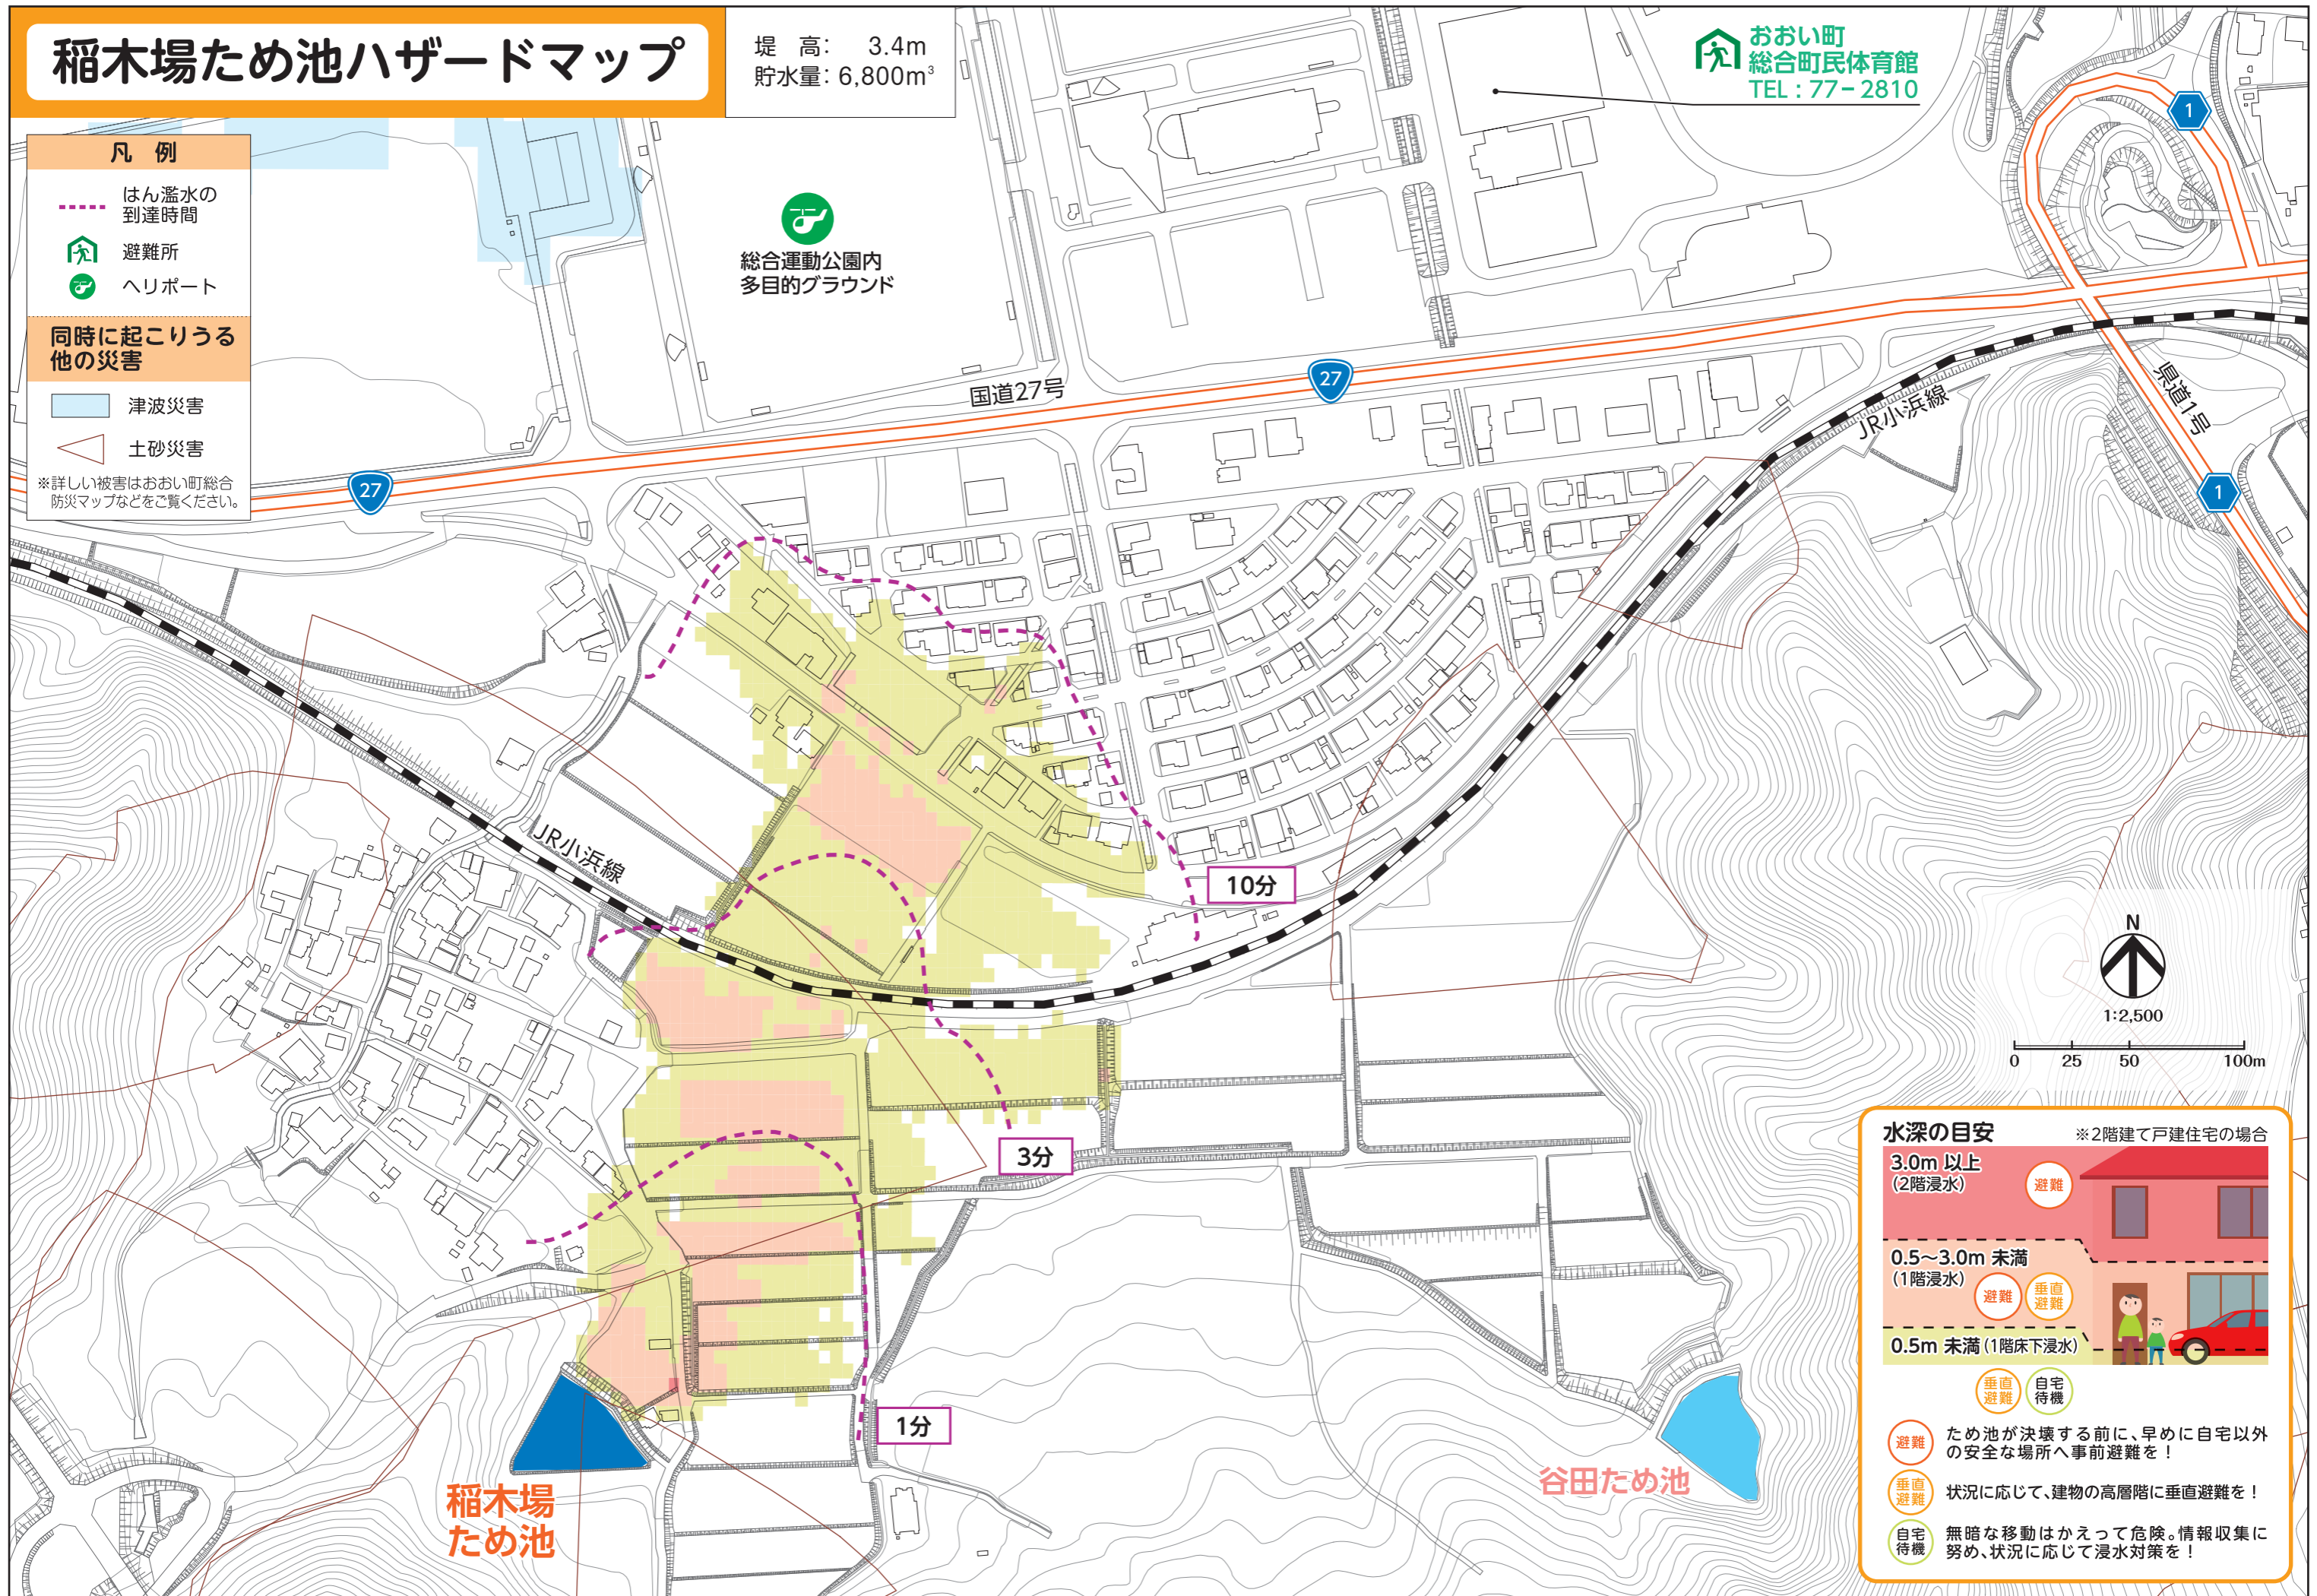 稲木場ため池ハザードマップ
堤　高：　3.4m
貯水量：6,800m³
おおい町
総合町民体育館
TEL：77－2810
1
凡　例
はん濫水の
到達時間
避難所
ヘリポート
同時に起こりうる
他の災害
津波災害
土砂災害
※詳しい被害はおおい町総合
防災マップなどをご覧ください。
総合運動公園内
多目的グラウンド
国道27号
27
27
県道1号
1
JR小浜線
JR小浜線
10分
3分
1分
N
1:2,500
0 25 50 100m
稲木場
ため池
谷田ため池
水深の目安 ※2階建て戸建住宅の場合
3.0m 以上
（2階浸水）
避難
0.5～3.0m 未満
（1階浸水）
避難
垂直
避難
0.5m 未満（1階床下浸水）
垂直
避難
自宅
待機
避難
ため池が決壊する前に、早めに自宅以外
の安全な場所へ事前避難を！
垂直
避難
状況に応じて、建物の高層階に垂直避難を！
自宅
待機
無暗な移動はかえって危険。情報収集に
努め、状況に応じて浸水対策を！